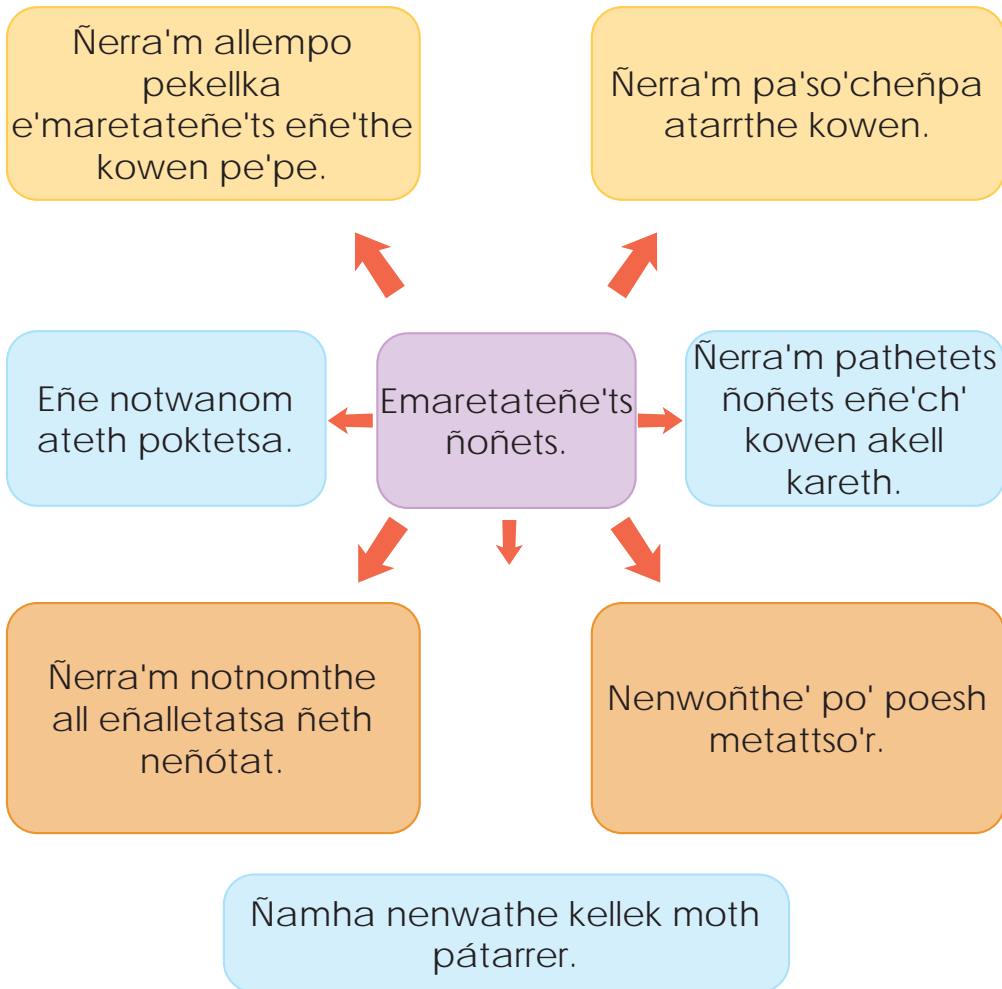 Ñerra'm allempo
pekellka
e'maretateñe'ts eñe'the
kowen pe'pe.
Ñerra'm pa'so'cheñpa
atarrthe kowen.
Eñe notwanom
ateth poktetsa.
Emaretateñe'ts
ñoñets.
Ñerra'm pathetets
ñoñets eñe'ch'
kowen akell
kareth.
Ñerra'm notnomthe
all eñalletatsa ñeth
neñótat.
Nenwoñthe' po' poesh
metattso'r.
Ñamha nenwathe kellek moth
pátarrer.